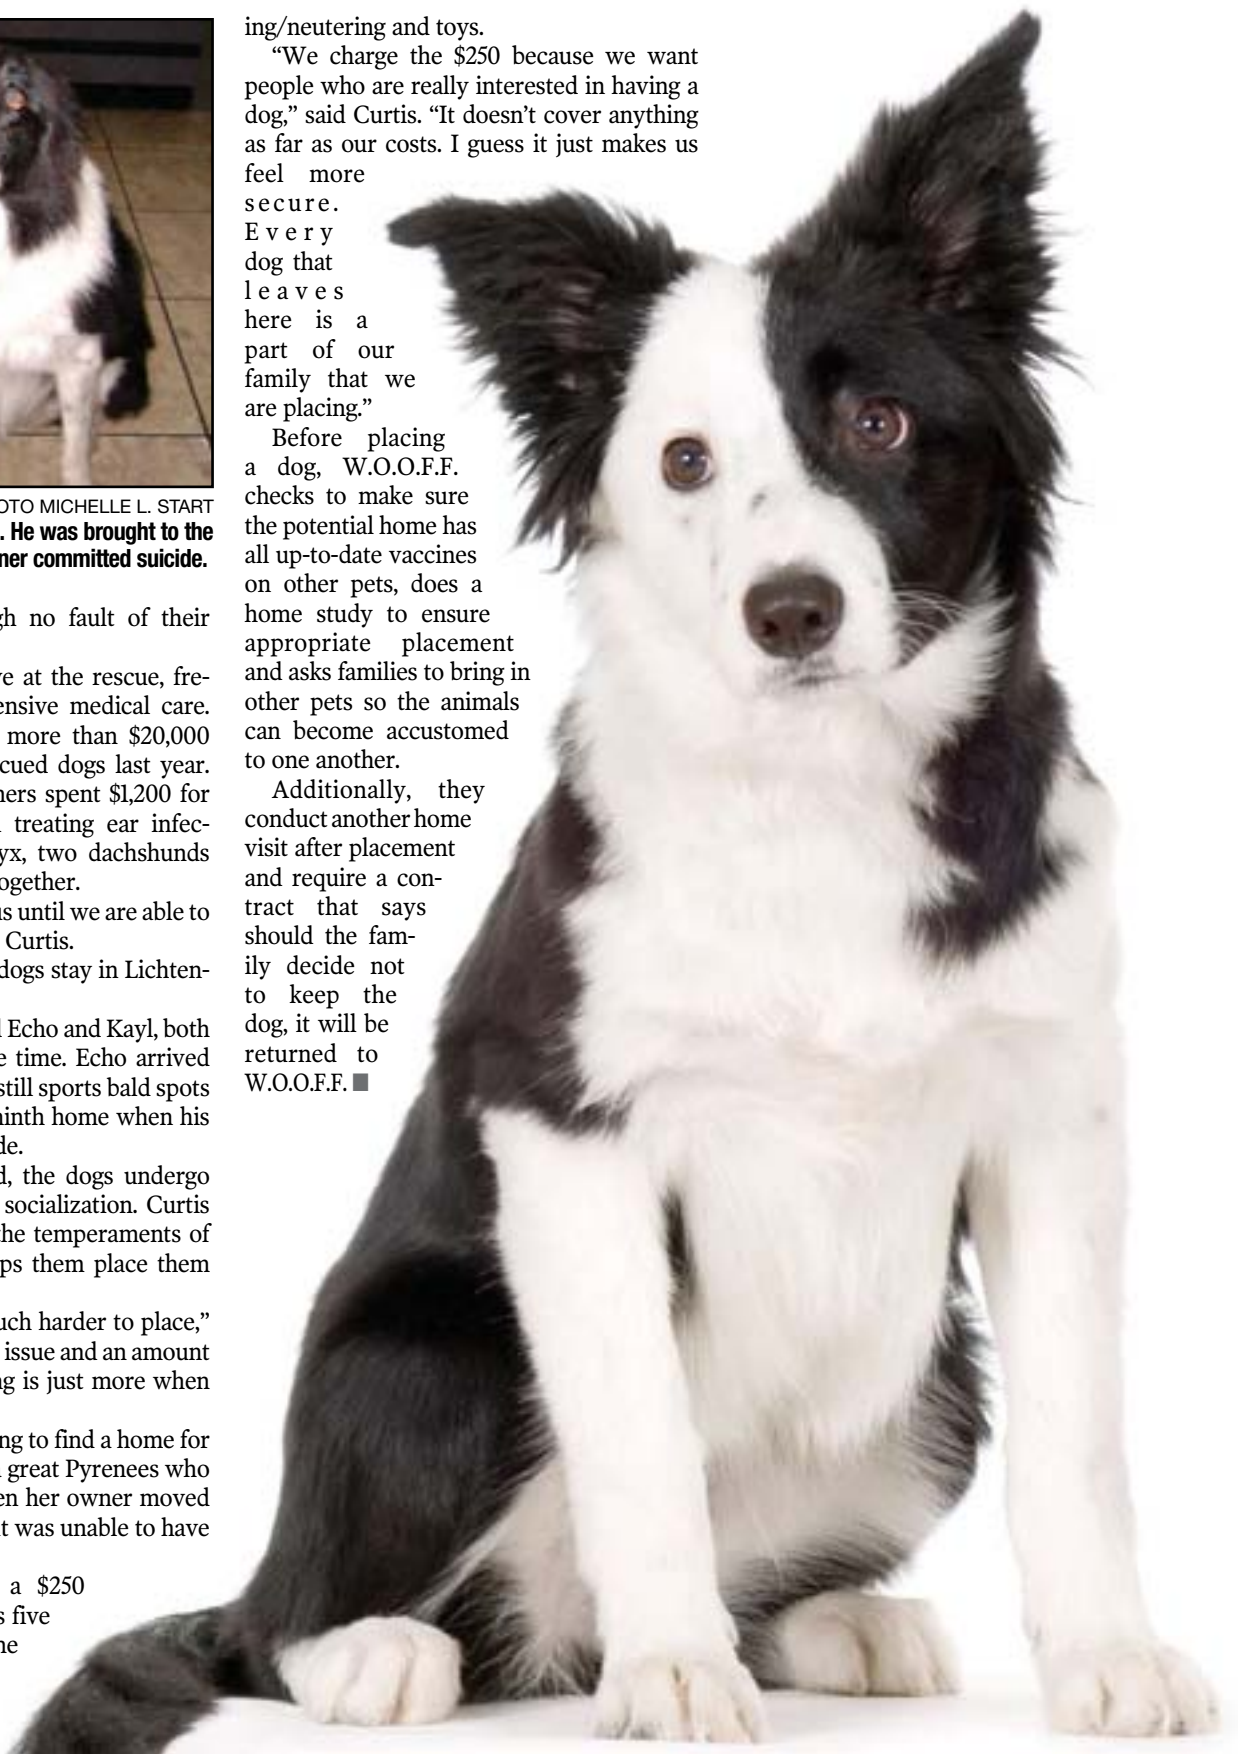 OTO MICHELLE L. START
. He was brought to the
ner committed suicide.
gh no fault of their
ve at the rescue, fre-
ensive medical care.
more than $20,000
cued dogs last year.
ners spent $1,200 for
treating ear infec-
yx, two dachshunds
ogether.
us until we are able to
Curtis.
dogs stay in Lichten-
l Echo and Kayl, both
e time. Echo arrived
still sports bald spots
ninth home when his
de.
d, the dogs undergo
socialization. Curtis
the temperaments of
ps them place them
uch harder to place,”
issue and an amount
ng is just more when
ng to find a home for
great Pyrenees who
en her owner moved
t was unable to have
a $250
s five
ne
ing/neutering and toys.
“We charge the $250 because we want
people who are really interested in having a
dog,” said Curtis. “It doesn’t cover anything
as far as our costs. I guess it just makes us
feel more
secure.
Every
dog that
leaves
here is a
part of our
family that we
are placing.”
Before placing
a dog, W.O.O.F.F.
checks to make sure
the potential home has
all up-to-date vaccines
on other pets, does a
home study to ensure
appropriate placement
and asks families to bring in
other pets so the animals
can become accustomed
to one another.
Additionally, they
conduct another home
visit after placement
and require a con-
tract that says
should the fam-
ily decide not
to keep the
dog, it will be
returned to
W.O.O.F.F. ■